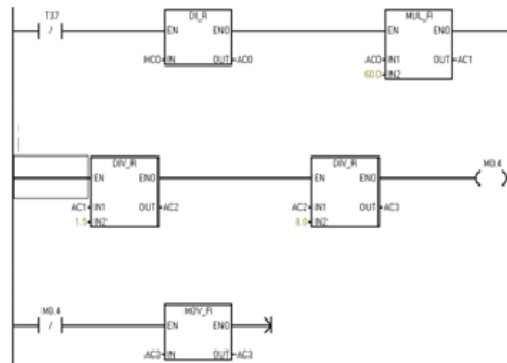 T37
DI_R
MUL_R
EN ENO
EN ENO
HC0 IN OUT AC0
AC0 IN1 OUT AC1
60.0 IN2
DIV_R
DIV_R
M0.4
EN ENO
EN ENO
AC1 IN1 OUT AC2
AC2 IN1 OUT AC3
1.5 IN2
8.0 IN2
M0.4
MOV_R
EN ENO
AC3 IN OUT AC3